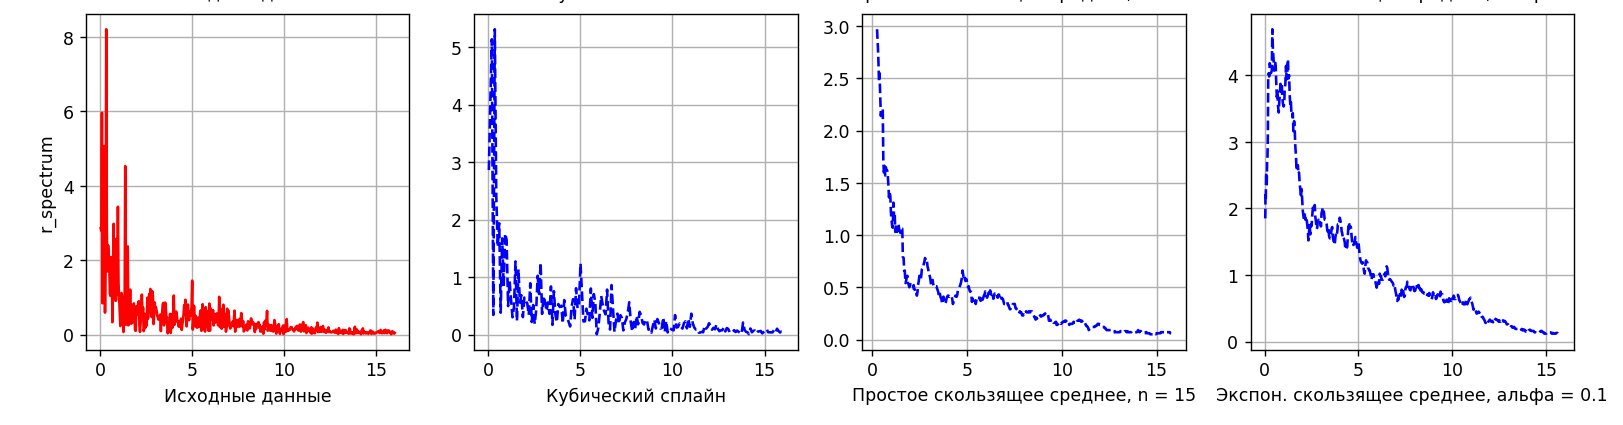 8
6
4
2
0
r_spectrum
0 5 10 15
Исходные данные
5
4
3
2
1
0
0 5 10 15
Кубический сплайн
3.0
2.5
2.0
1.5
1.0
0.5
0.0
0 5 10 15
Простое скользящее среднее, n = 15
4
3
2
1
0
0 5 10 15
Экспон. скользящее среднее, альфа = 0.1